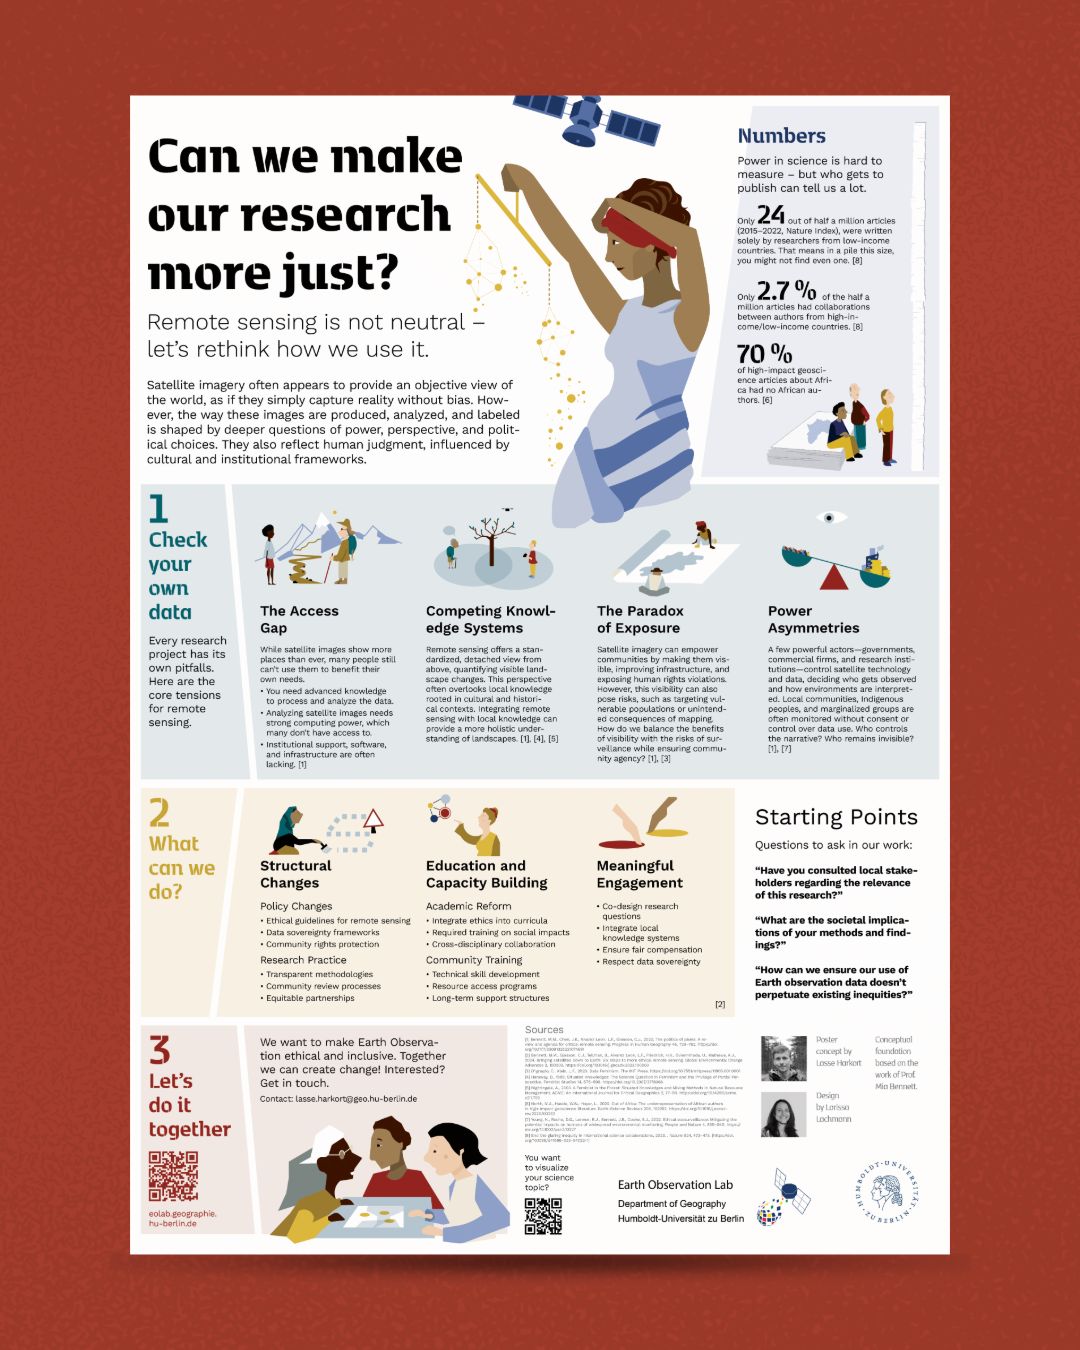 Can we make
our research
more just?
Remote sensing is not neutral –
let's rethink how we use it.
Satellite imagery often appears to provide an objective view of
the world, as if they simply capture reality without bias. How-
ever, the way these images are produced, analyzed, and labeled
is shaped by deeper questions of power, perspective, and polit-
ical choices. They also reflect human judgment, influenced by
cultural and institutional frameworks.
Numbers
Power in science is hard to
measure – but who gets to
publish can tell us a lot.
Only 24 out of half a million articles
(2015–2022, Nature Index), were written
solely by researchers from low-income
countries. That means in a pile this size,
you might not find even one. [8]
Only 2.7 % of the half a
million articles had collaborations
between authors from high-in-
come/low-income countries. [8]
70 %
of high-impact geosci-
ence articles about Afri-
ca had no African au-
thors. [6]
1
Check
your
own
data
Every research
project has its
own pitfalls.
Here are the
core tensions
for remote
sensing.
The Access
Gap
While satellite images show more
places than ever, many people still
can't use them to benefit their
own needs.
• You need advanced knowledge
to process and analyze the data.
• Analyzing satellite images needs
strong computing power, which
many don't have access to.
• Institutional support, software,
and infrastructure are often
lacking. [1]
Competing Knowl-
edge Systems
Remote sensing offers a stan-
dardized, detached view from
above, quantifying visible land-
scape changes. This perspective
often overlooks local knowledge
rooted in cultural and histori-
cal contexts. Integrating remote
sensing with local knowledge can
provide a more holistic under-
standing of landscapes. [1], [4], [5]
The Paradox
of Exposure
Satellite imagery can empower
communities by making them vis-
ible, improving infrastructure, and
exposing human rights violations.
However, this visibility can also
pose risks, such as targeting vul-
nerable populations or unintend-
ed consequences of mapping.
How do we balance the benefits
of visibility with the risks of sur-
veillance while ensuring commu-
nity agency? [1], [3]
Power
Asymmetries
A few powerful actors—governments,
commercial firms, and research insti-
tutions—control satellite technology
and data, deciding who gets observed
and how environments are interpret-
ed. Local communities, Indigenous
peoples, and marginalized groups are
often monitored without consent or
control over data use. Who controls
the narrative? Who remains invisible?
[1], [7]
2
What
can we
do?
Structural
Changes
Policy Changes
• Ethical guidelines for remote sensing
• Data sovereignty frameworks
• Community rights protection
Research Practice
• Transparent methodologies
• Community review processes
• Equitable partnerships
Education and
Capacity Building
Academic Reform
• Integrate ethics into curricula
• Required training on social impacts
• Cross-disciplinary collaboration
Community Training
• Technical skill development
• Resource access programs
• Long-term support structures
Meaningful
Engagement
• Co-design research
questions
• Integrate local
knowledge systems
• Ensure fair compensation
• Respect data sovereignty
[2]
Starting Points
Questions to ask in our work:
“Have you consulted local stake-
holders regarding the relevance
of this research?”
“What are the societal implica-
tions of your methods and find-
ings?”
“How can we ensure our use of
Earth observation data doesn't
perpetuate existing inequities?”
3
Let's
do it
together
eolab.geographie.
hu-berlin.de
We want to make Earth Observa-
tion ethical and inclusive. Together
we can create change! Interested?
Get in touch.
Contact: lasse.harkort@geo.hu-berlin.de
Sources
You want
to visualize
your science
topic?
Poster
concept by
Lasse Harkort
Conceptual
foundation
based on the
work of Prof.
Mia Bennett.
Design
by Larissa
Lachmann
Earth Observation Lab
Department of Geography
Humboldt-Universität zu Berlin
HUMBOLDT-UNIVERSITÄT
ZU BERLIN